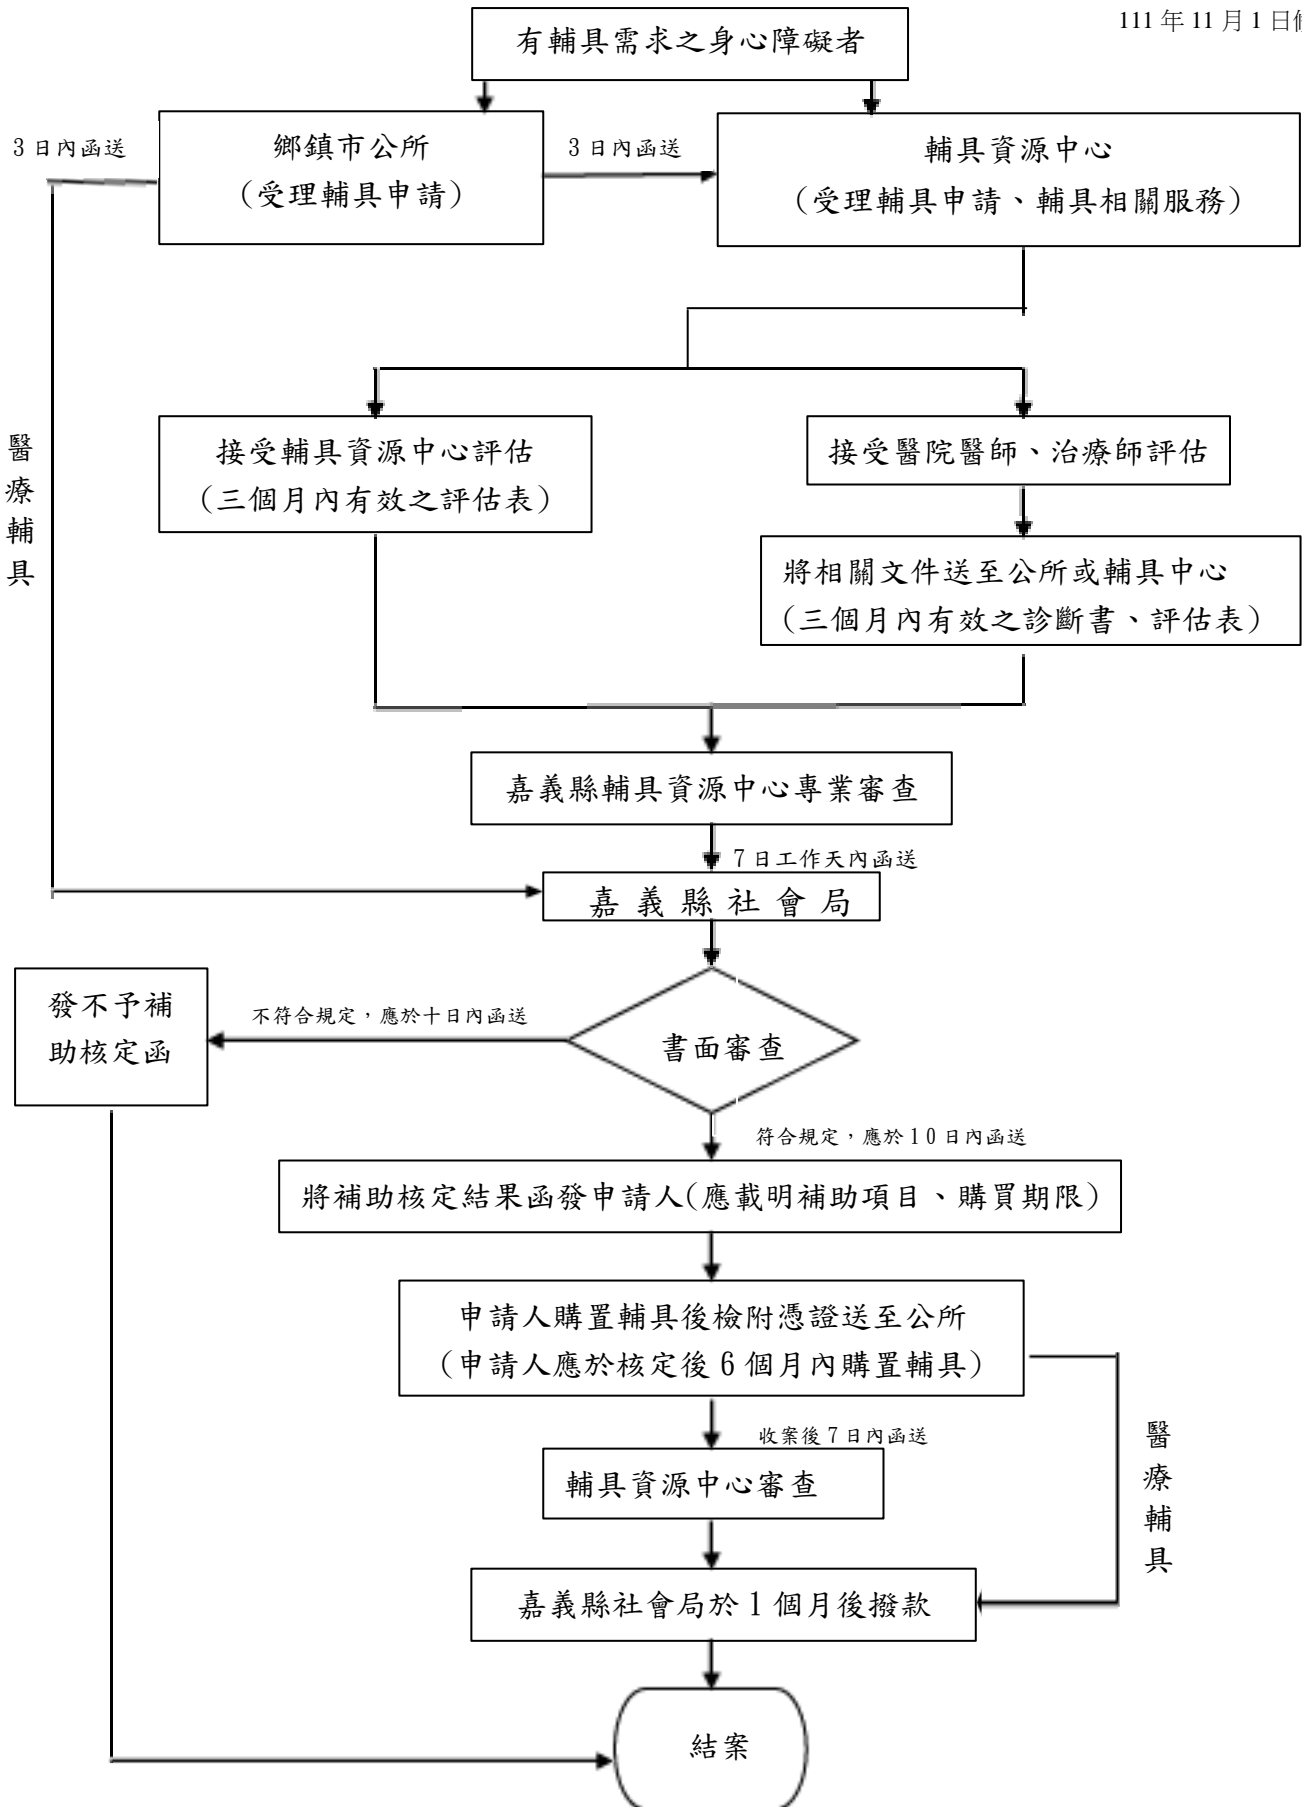 111 年 11 月 1 日
有輔具需求之身心障礙者
3 日內函送
鄉鎮市公所
(受理輔具申請)
3 日內函送
輔具資源中心
(受理輔具申請、輔具相關服務)
醫療輔具
接受輔具資源中心評估
(三個月內有效之評估表)
接受醫院醫師、治療師評估
將相關文件送至公所或輔具中心
(三個月內有效之診斷書、評估表)
嘉義縣輔具資源中心專業審查
7 日工作天內函送
嘉義縣社會局
書面審查
不符合規定，應於十日內函送
發不予補
助核定函
符合規定，應於10日內函送
將補助核定結果函發申請人(應載明補助項目、購買期限)
申請人購置輔具後檢附憑證送至公所
(申請人應於核定後 6 個月內購置輔具)
收案後 7 日內函送
輔具資源中心審查
醫療輔具
嘉義縣社會局於 1 個月後撥款
結案